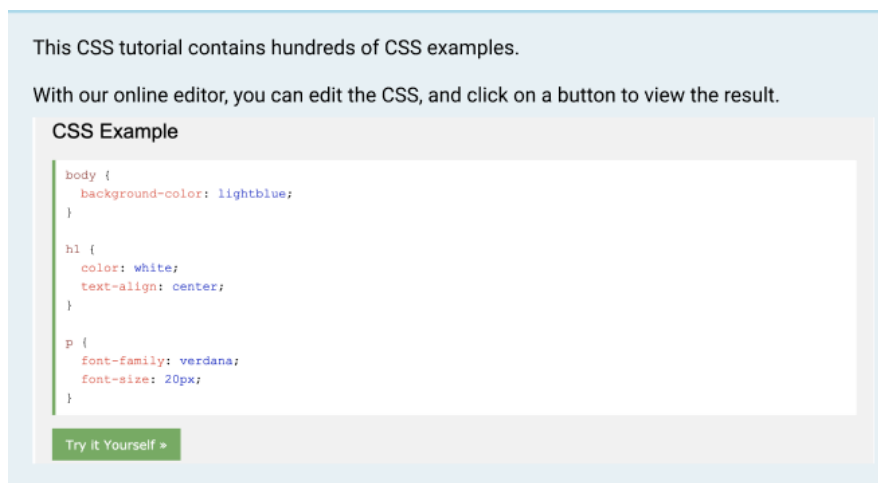 This CSS tutorial contains hundreds of CSS examples.
With our online editor, you can edit the CSS, and click on a button to view the result.
CSS Example
body {
  background-color: lightblue;
}
h1 {
  color: white;
  text-align: center;
}
p {
  font-family: verdana;
  font-size: 20px;
}
Try it Yourself »